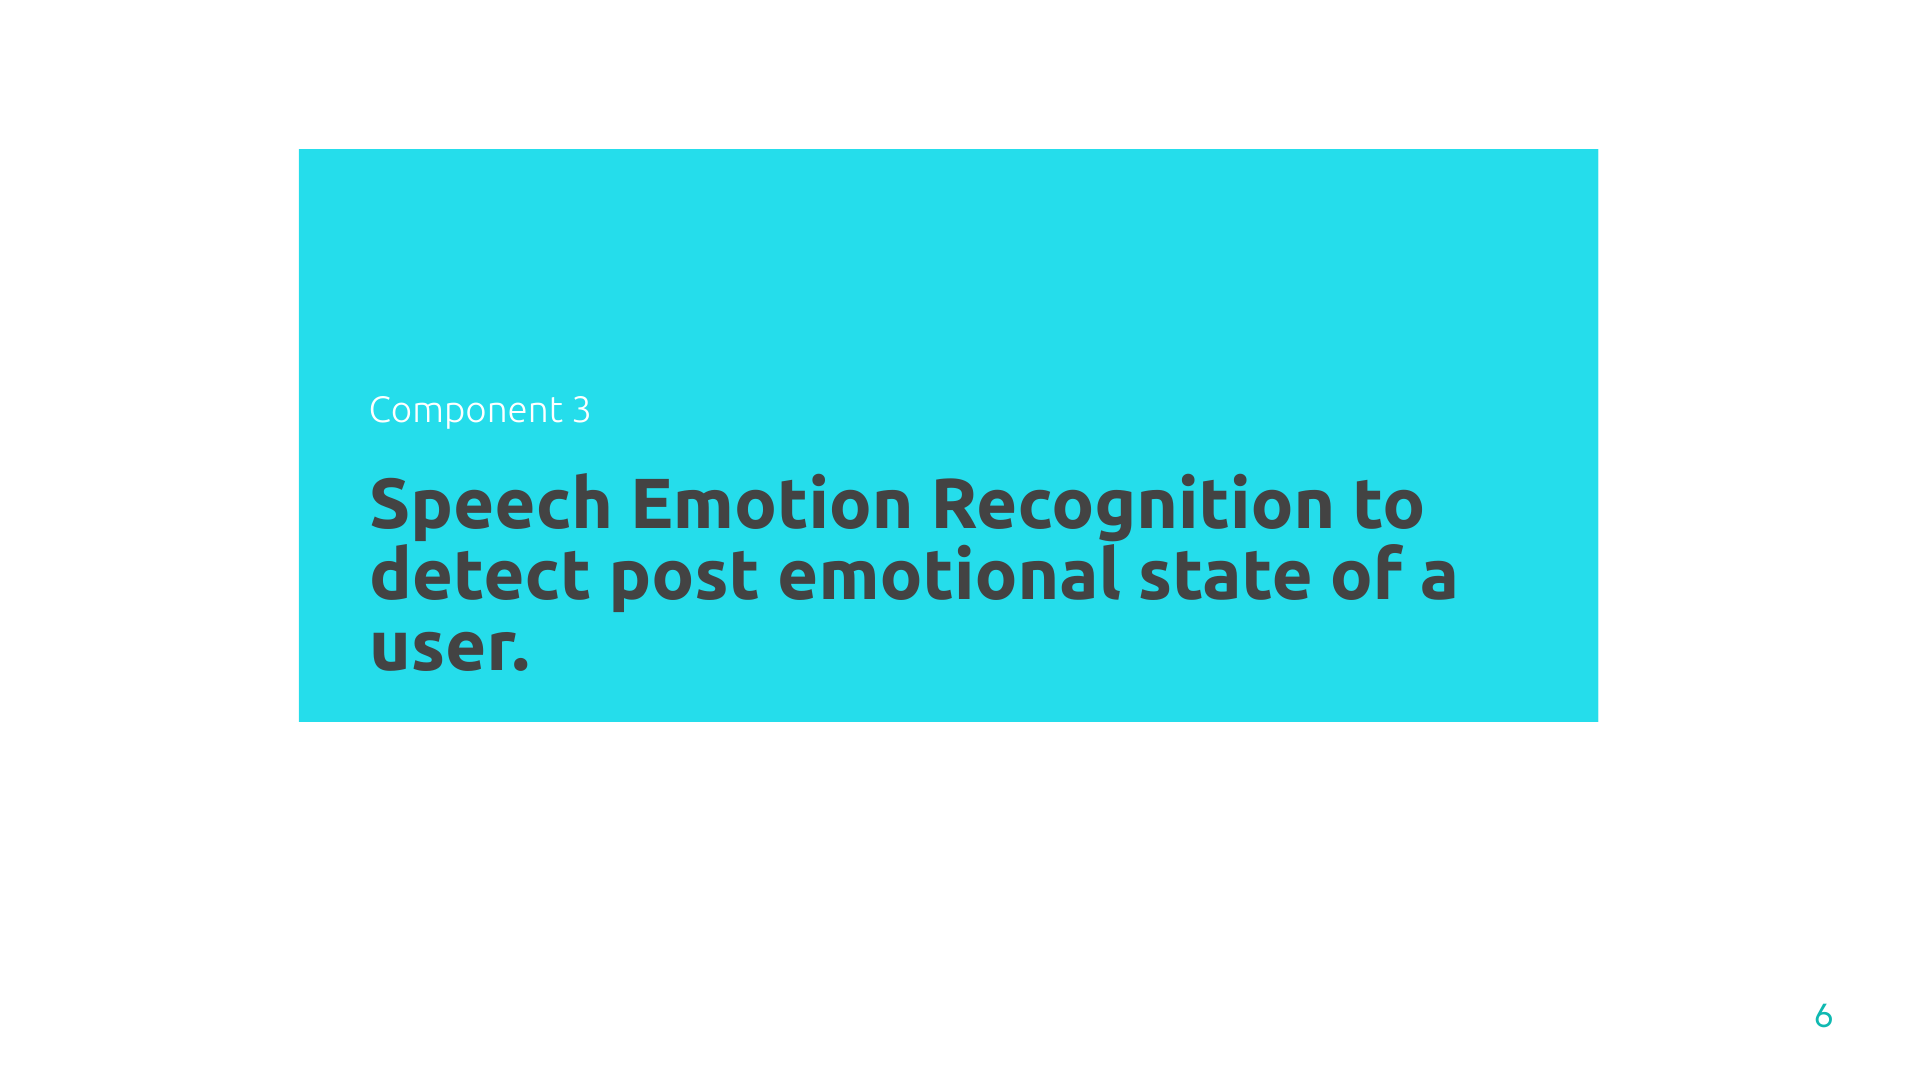 Component 3
Speech Emotion Recognition to
detect post emotional state of a
user.
6